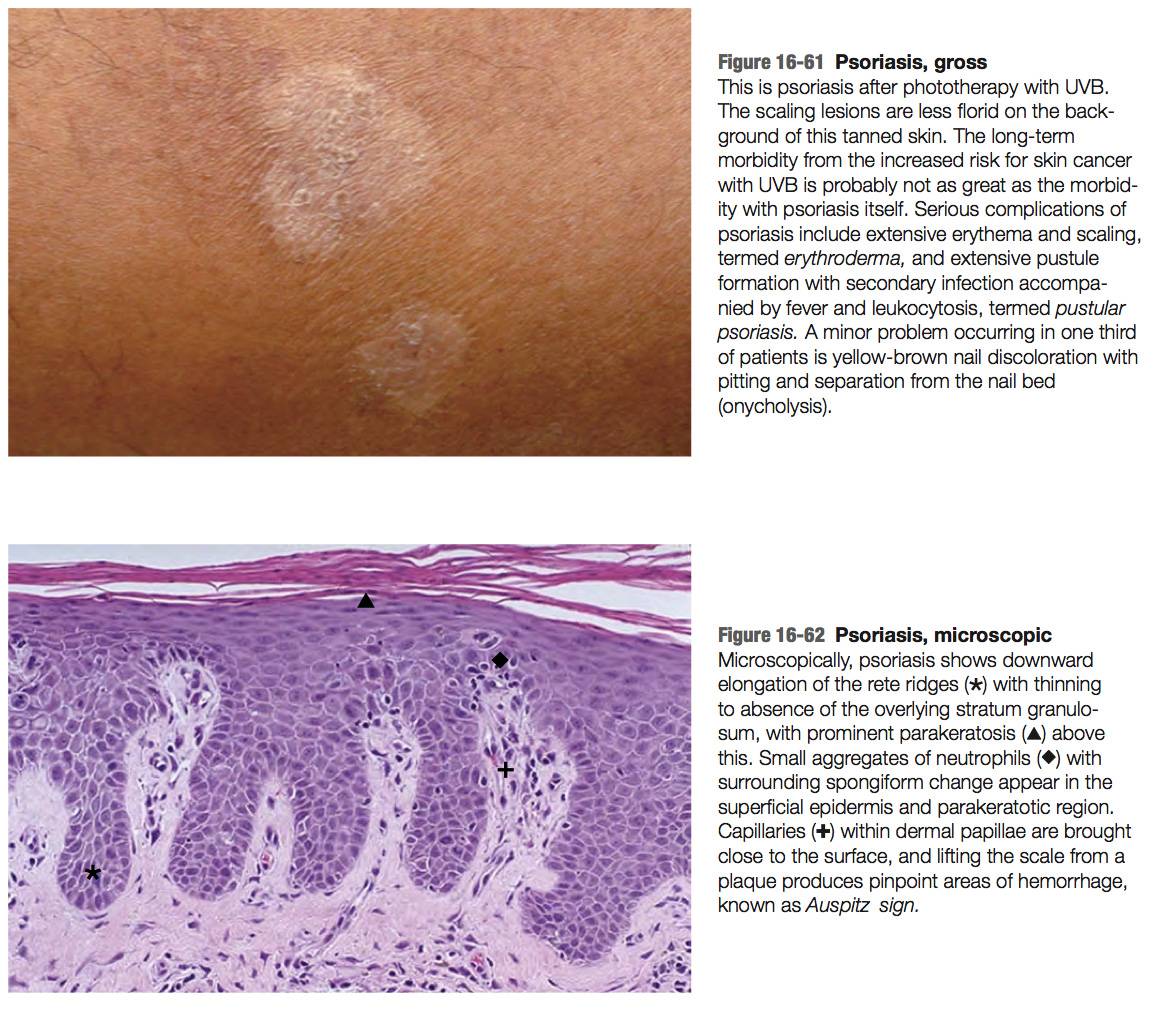 Figure 16-61 Psoriasis, gross
This is psoriasis after phototherapy with UVB.
The scaling lesions are less florid on the back-
ground of this tanned skin. The long-term
morbidity from the increased risk for skin cancer
with UVB is probably not as great as the morbid-
ity with psoriasis itself. Serious complications of
psoriasis include extensive erythema and scaling,
termed erythroderma, and extensive pustule
formation with secondary infection accompa-
nied by fever and leukocytosis, termed pustular
psoriasis. A minor problem occurring in one third
of patients is yellow-brown nail discoloration with
pitting and separation from the nail bed
(onycholysis).
Figure 16-62 Psoriasis, microscopic
Microscopically, psoriasis shows downward
elongation of the rete ridges (*) with thinning
to absence of the overlying stratum granulo-
sum, with prominent parakeratosis (▲) above
this. Small aggregates of neutrophils (◆) with
surrounding spongiform change appear in the
superficial epidermis and parakeratotic region.
Capillaries (+) within dermal papillae are brought
close to the surface, and lifting the scale from a
plaque produces pinpoint areas of hemorrhage,
known as Auspitz sign.